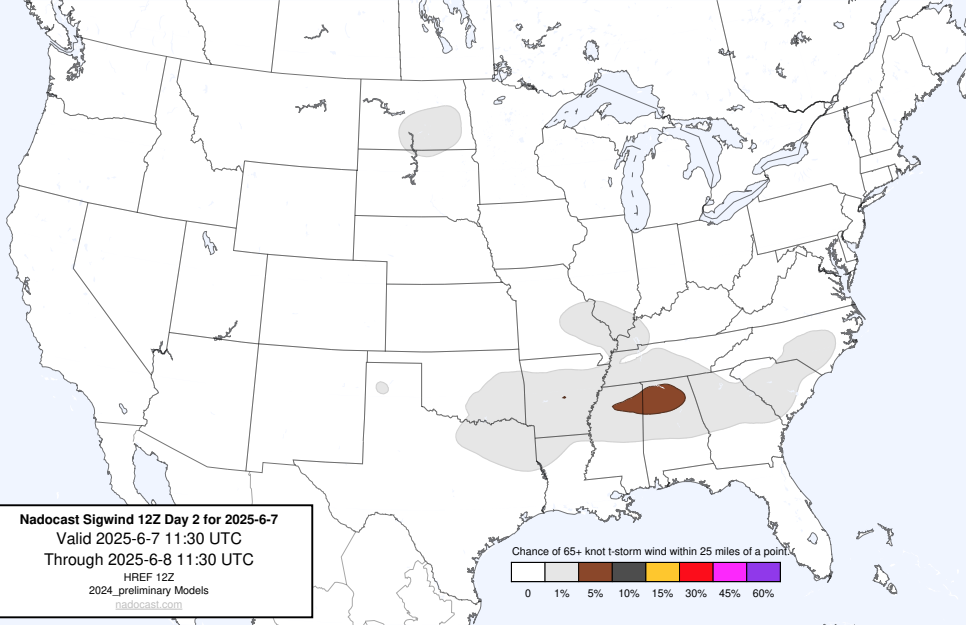 Nadocast Sigwind 12Z Day 2 for 2025-6-7
Valid 2025-6-7 11:30 UTC
Through 2025-6-8 11:30 UTC
HREF 12Z
2024_preliminary Models
nadocast.com
Chance of 65+ knot t-storm wind within 25 miles of a point.
0 1% 5% 10% 15% 30% 45% 60%